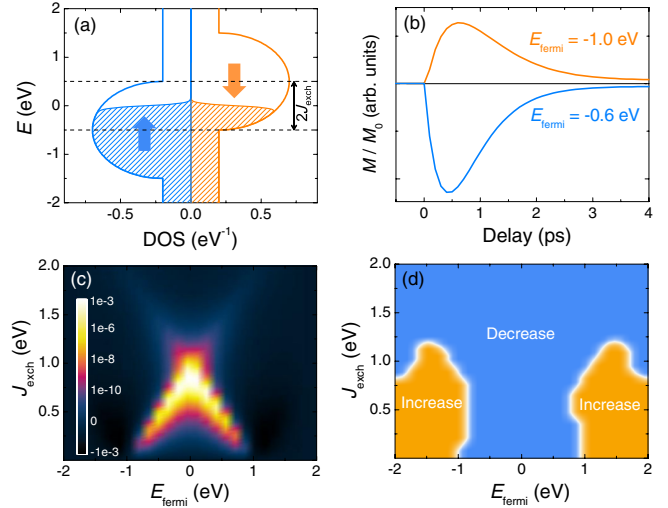 (a)
2
1
0
-1
-2
E (eV)
2J_exch
-0.5
0.0
0.5
DOS (eV⁻¹)
(b)
M / M₀ (arb. units)
E_fermi = -1.0 eV
E_fermi = -0.6 eV
0
1
2
3
4
Delay (ps)
(c)
2.0
1.5
1.0
0.5
J_exch (eV)
1e-3
1e-6
1e-8
1e-10
0
-1e-3
-2
-1
0
1
2
E_fermi (eV)
(d)
2.0
1.5
1.0
0.5
0.0
J_exch (eV)
Decrease
Increase
Increase
-2
-1
0
1
2
E_fermi (eV)